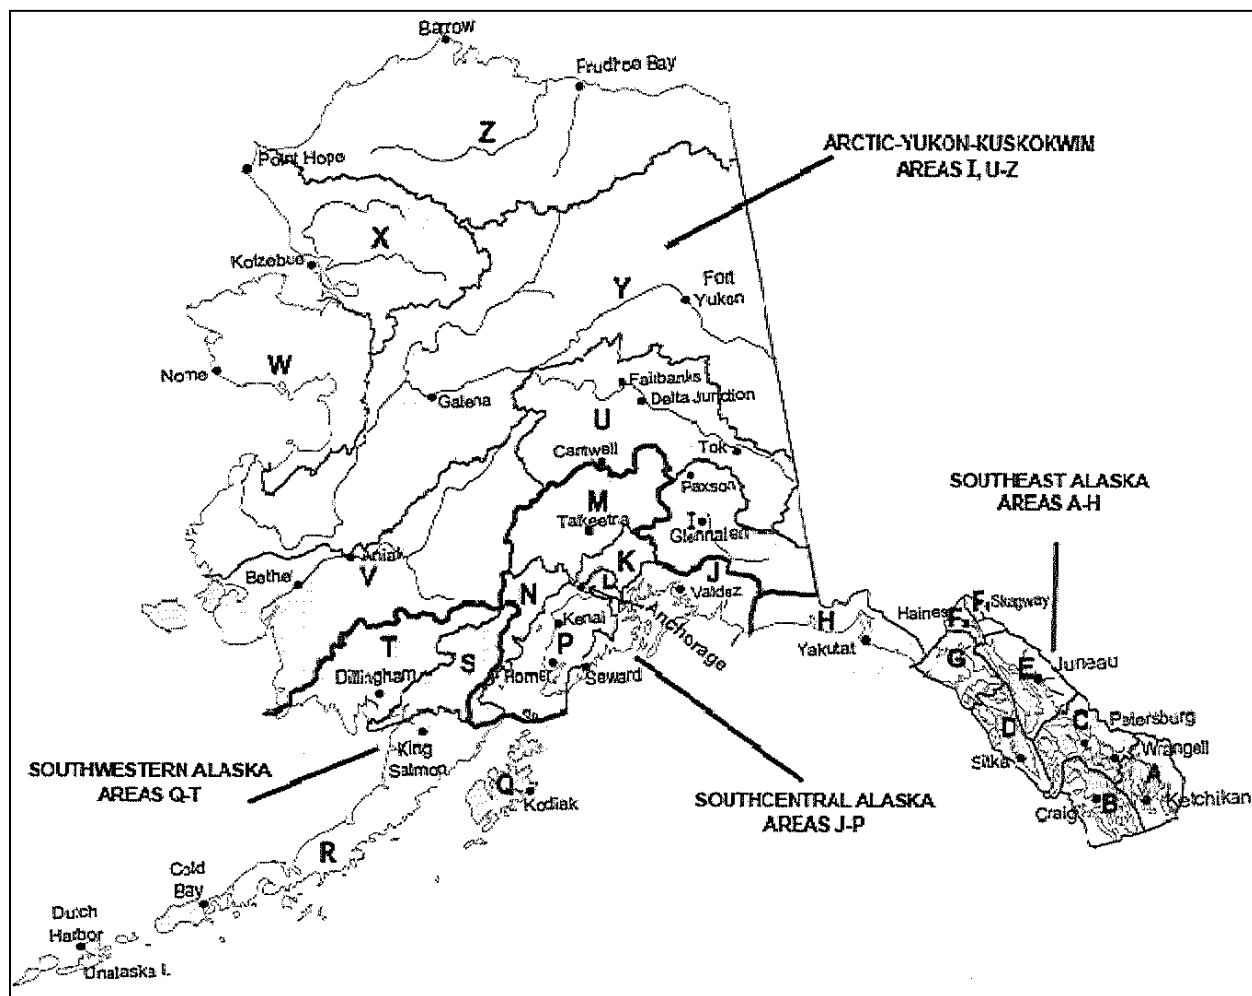 Barrow
Prudhoe Bay
Z
Point Hope
ARCTIC-YUKON-KUSKOKWIM
AREAS I, U-Z
X
Kotzebue
Y
Fort
Yukon
W
Nome
Galena
Fairbanks
Delta Junction
U
Cantwell
Tok
Paxson
M
Talkeetna
I
Glennallen
SOUTHEAST ALASKA
AREAS A-H
Aniak
Bethel
V
K
L
J
Valdez
N
Kenai
Anchorage
P
Homer
Seward
H
Yakutat
Haines
F
F
Skagway
G
E
Juneau
T
Dillingham
S
D
C
Petersburg
Sitka
Wrangell
A
B
Craig
Ketchikan
King
Salmon
SOUTHWESTERN ALASKA
AREAS Q-T
Q
Kodiak
SOUTHCENTRAL ALASKA
AREAS J-P
R
Cold
Bay
Dutch
Harbor
Unalaska I.